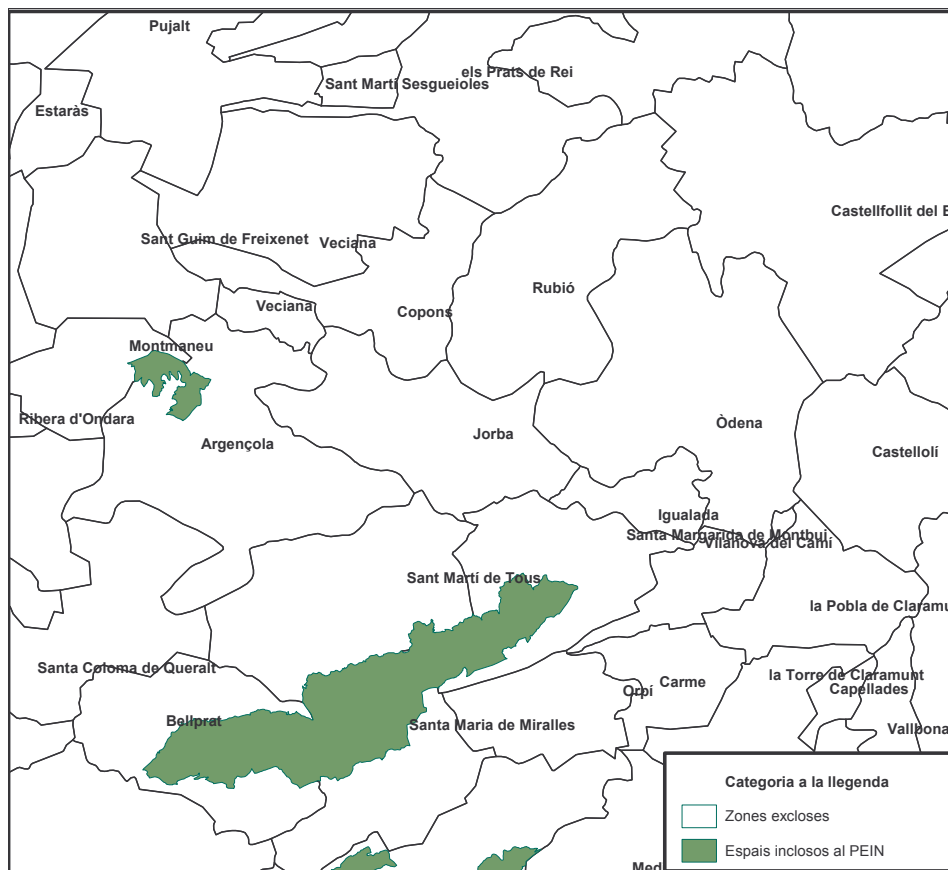 Pujalt
els Prats de Rei
Sant Martí Sesgueioles
Estaràs
Castellfollit del B
Sant Guim de Freixenet
Veciana
Rubió
Veciana
Copons
Montmaneu
Ribera d'Ondara
Òdena
Jorba
Argençola
Castellolí
Igualada
Santa Margarida de Montbui
Vilanova del Camí
Sant Martí de Tous
la Pobla de Claramu
Santa Coloma de Queralt
la Torre de Claramunt
Carme
Orpí
Capellades
Bellprat
Santa Maria de Miralles
Vallbona
Categoria a la llegenda
Zones excloses
Espais inclosos al PEIN
Med